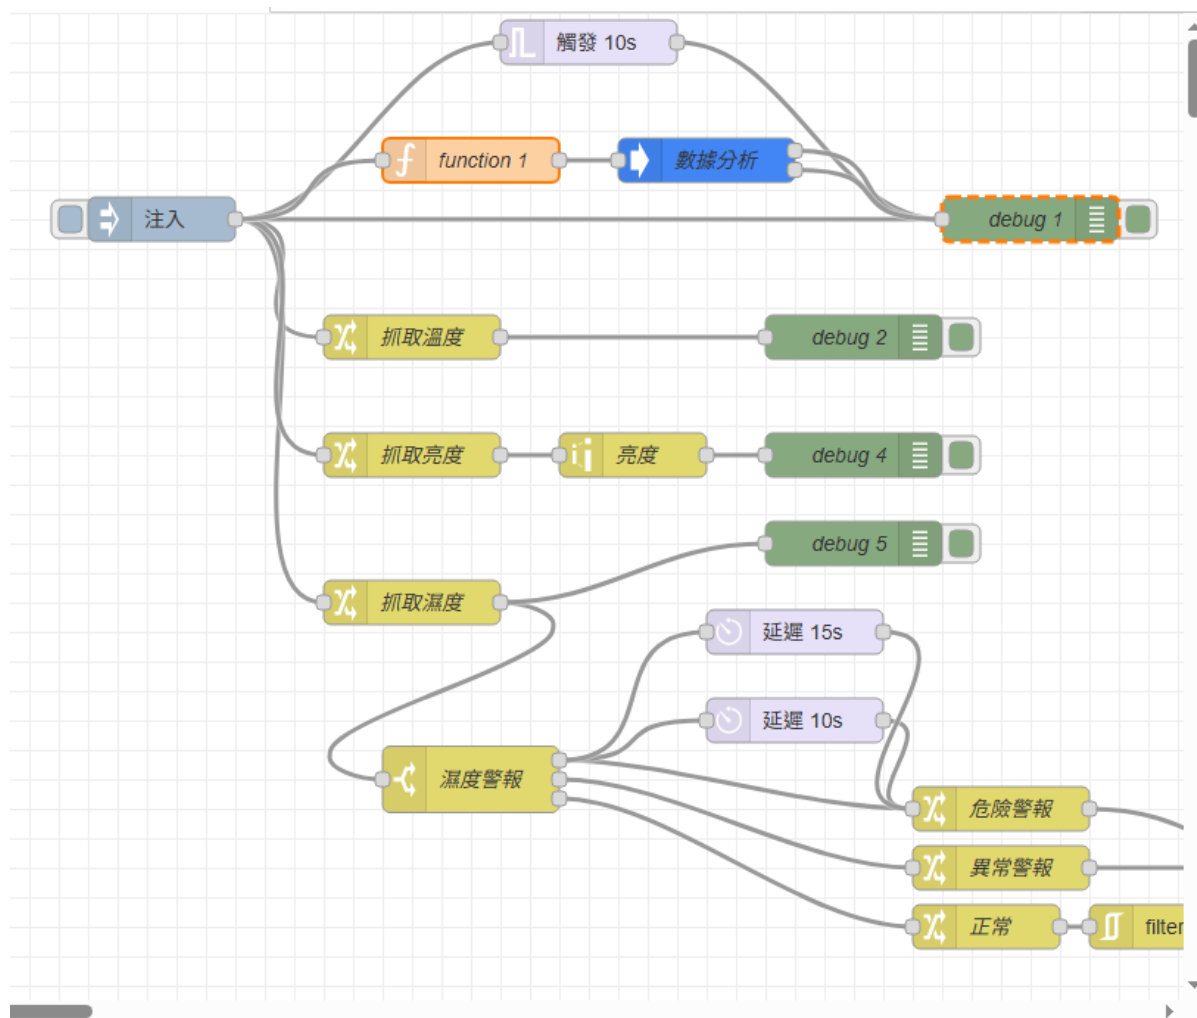 觸發 10s
function 1
數據分析
注入
debug 1
抓取溫度
debug 2
抓取亮度
亮度
debug 4
debug 5
抓取濕度
延遲 15s
延遲 10s
濕度警報
危險警報
異常警報
正常
filter